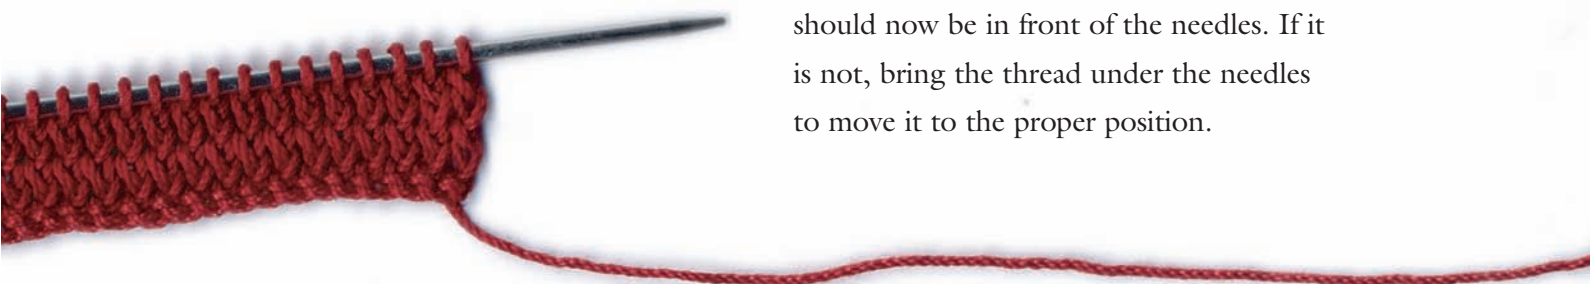 should now be in front of the needles. If it
is not, bring the thread under the needles
to move it to the proper position.